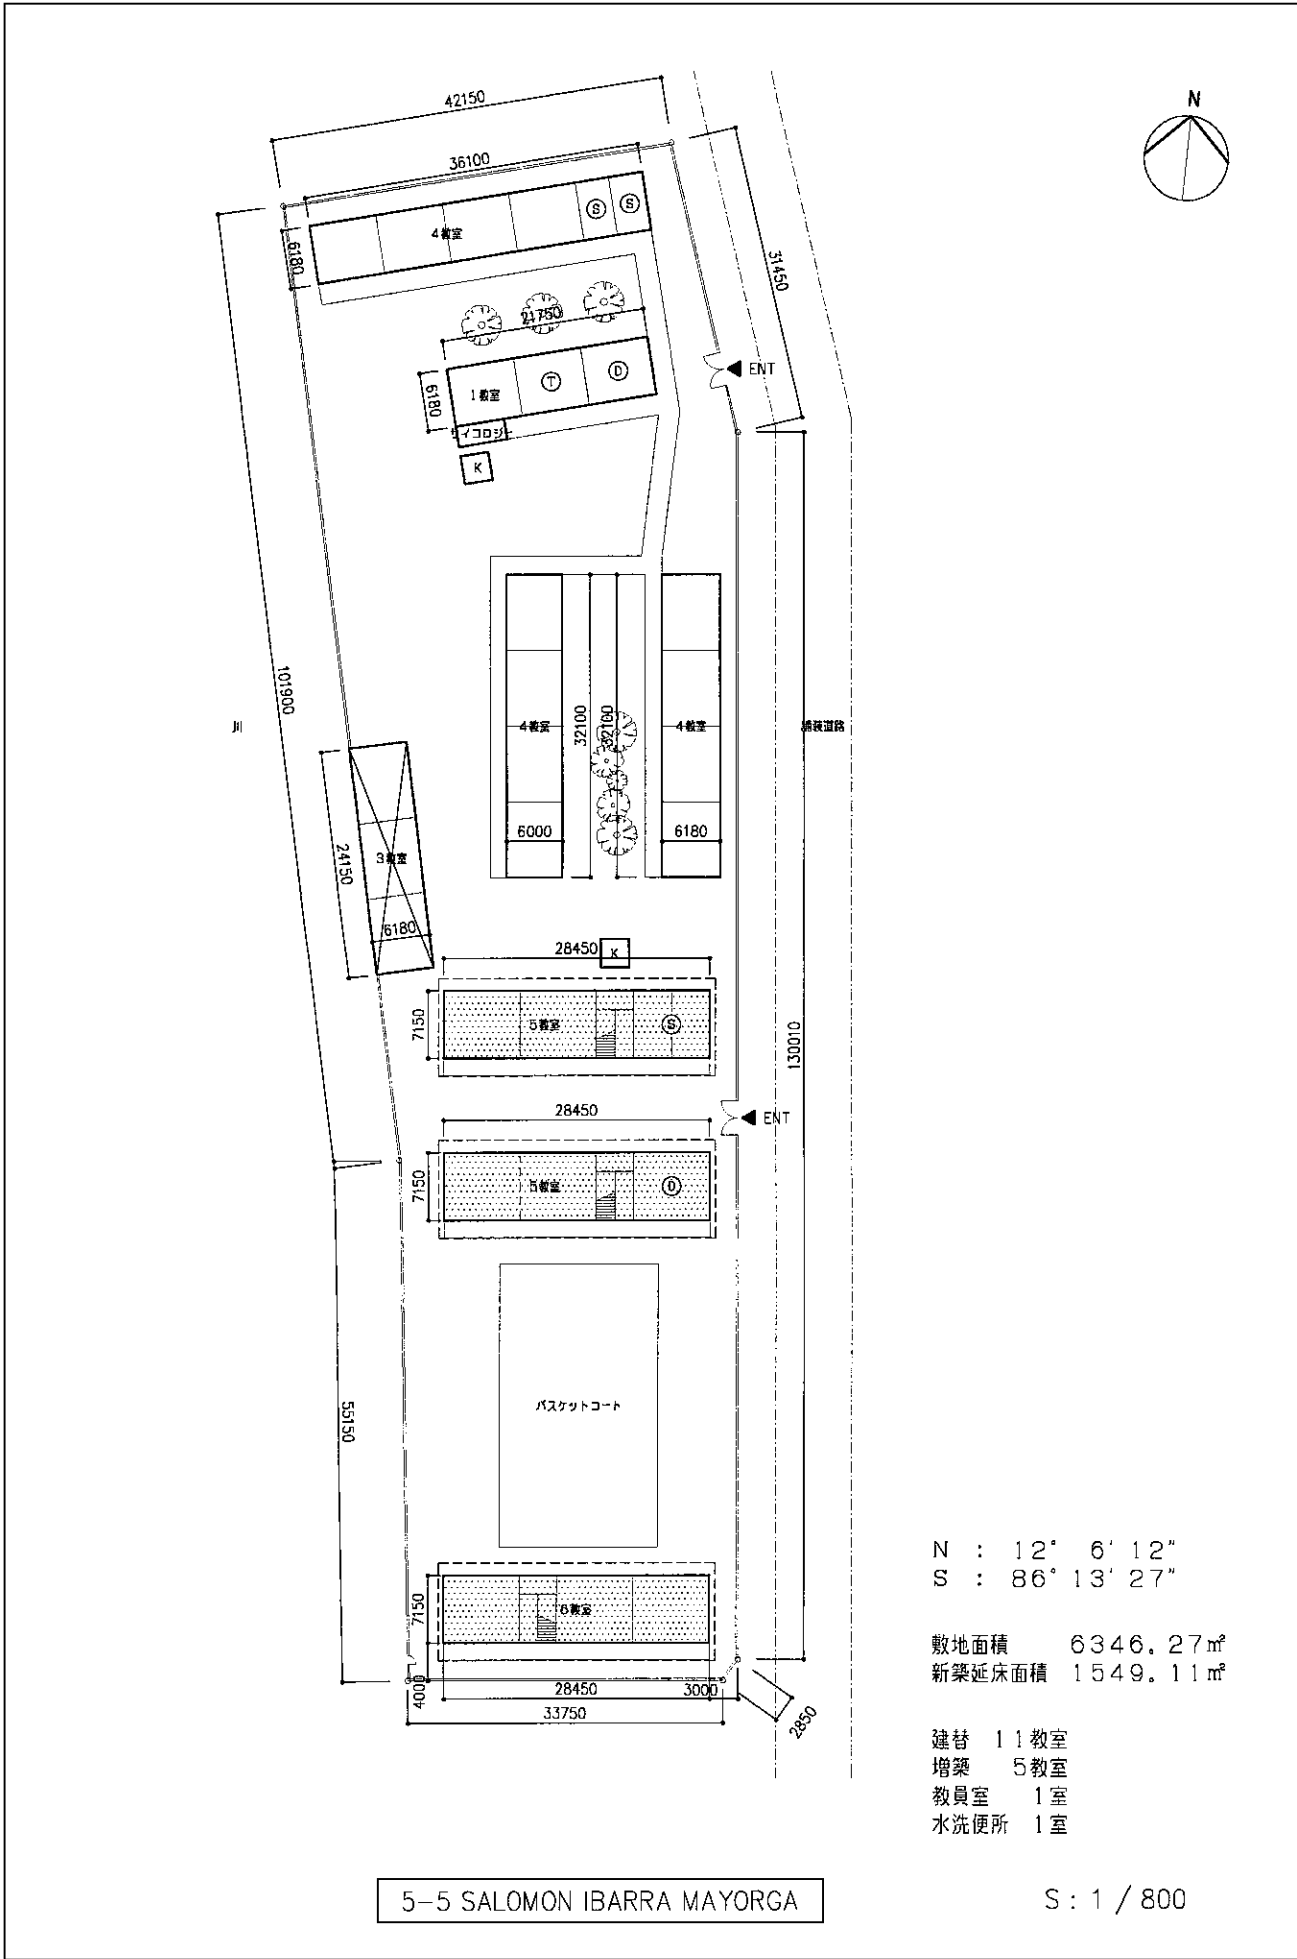 N
42150
36100
4教室
S
S
6180
31450
21750
ENT
1教室
T
D
6180
サイコロジー
K
101900
川
4教室
32100
32100
4教室
舗装道路
6000
6180
3教室
24150
6180
28450
K
7150
5教室
S
130010
28450
ENT
7150
5教室
D
バスケットコート
55150
7150
6教室
4000
28450
3000
33750
2850
N : 12° 6' 12"
S : 86° 13' 27"
敷地面積 6346.27㎡
新築延床面積 1549.11㎡
建替 11教室
増築 5教室
教員室 1室
水洗便所 1室
5-5 SALOMON IBARRA MAYORGA
S: 1 / 800